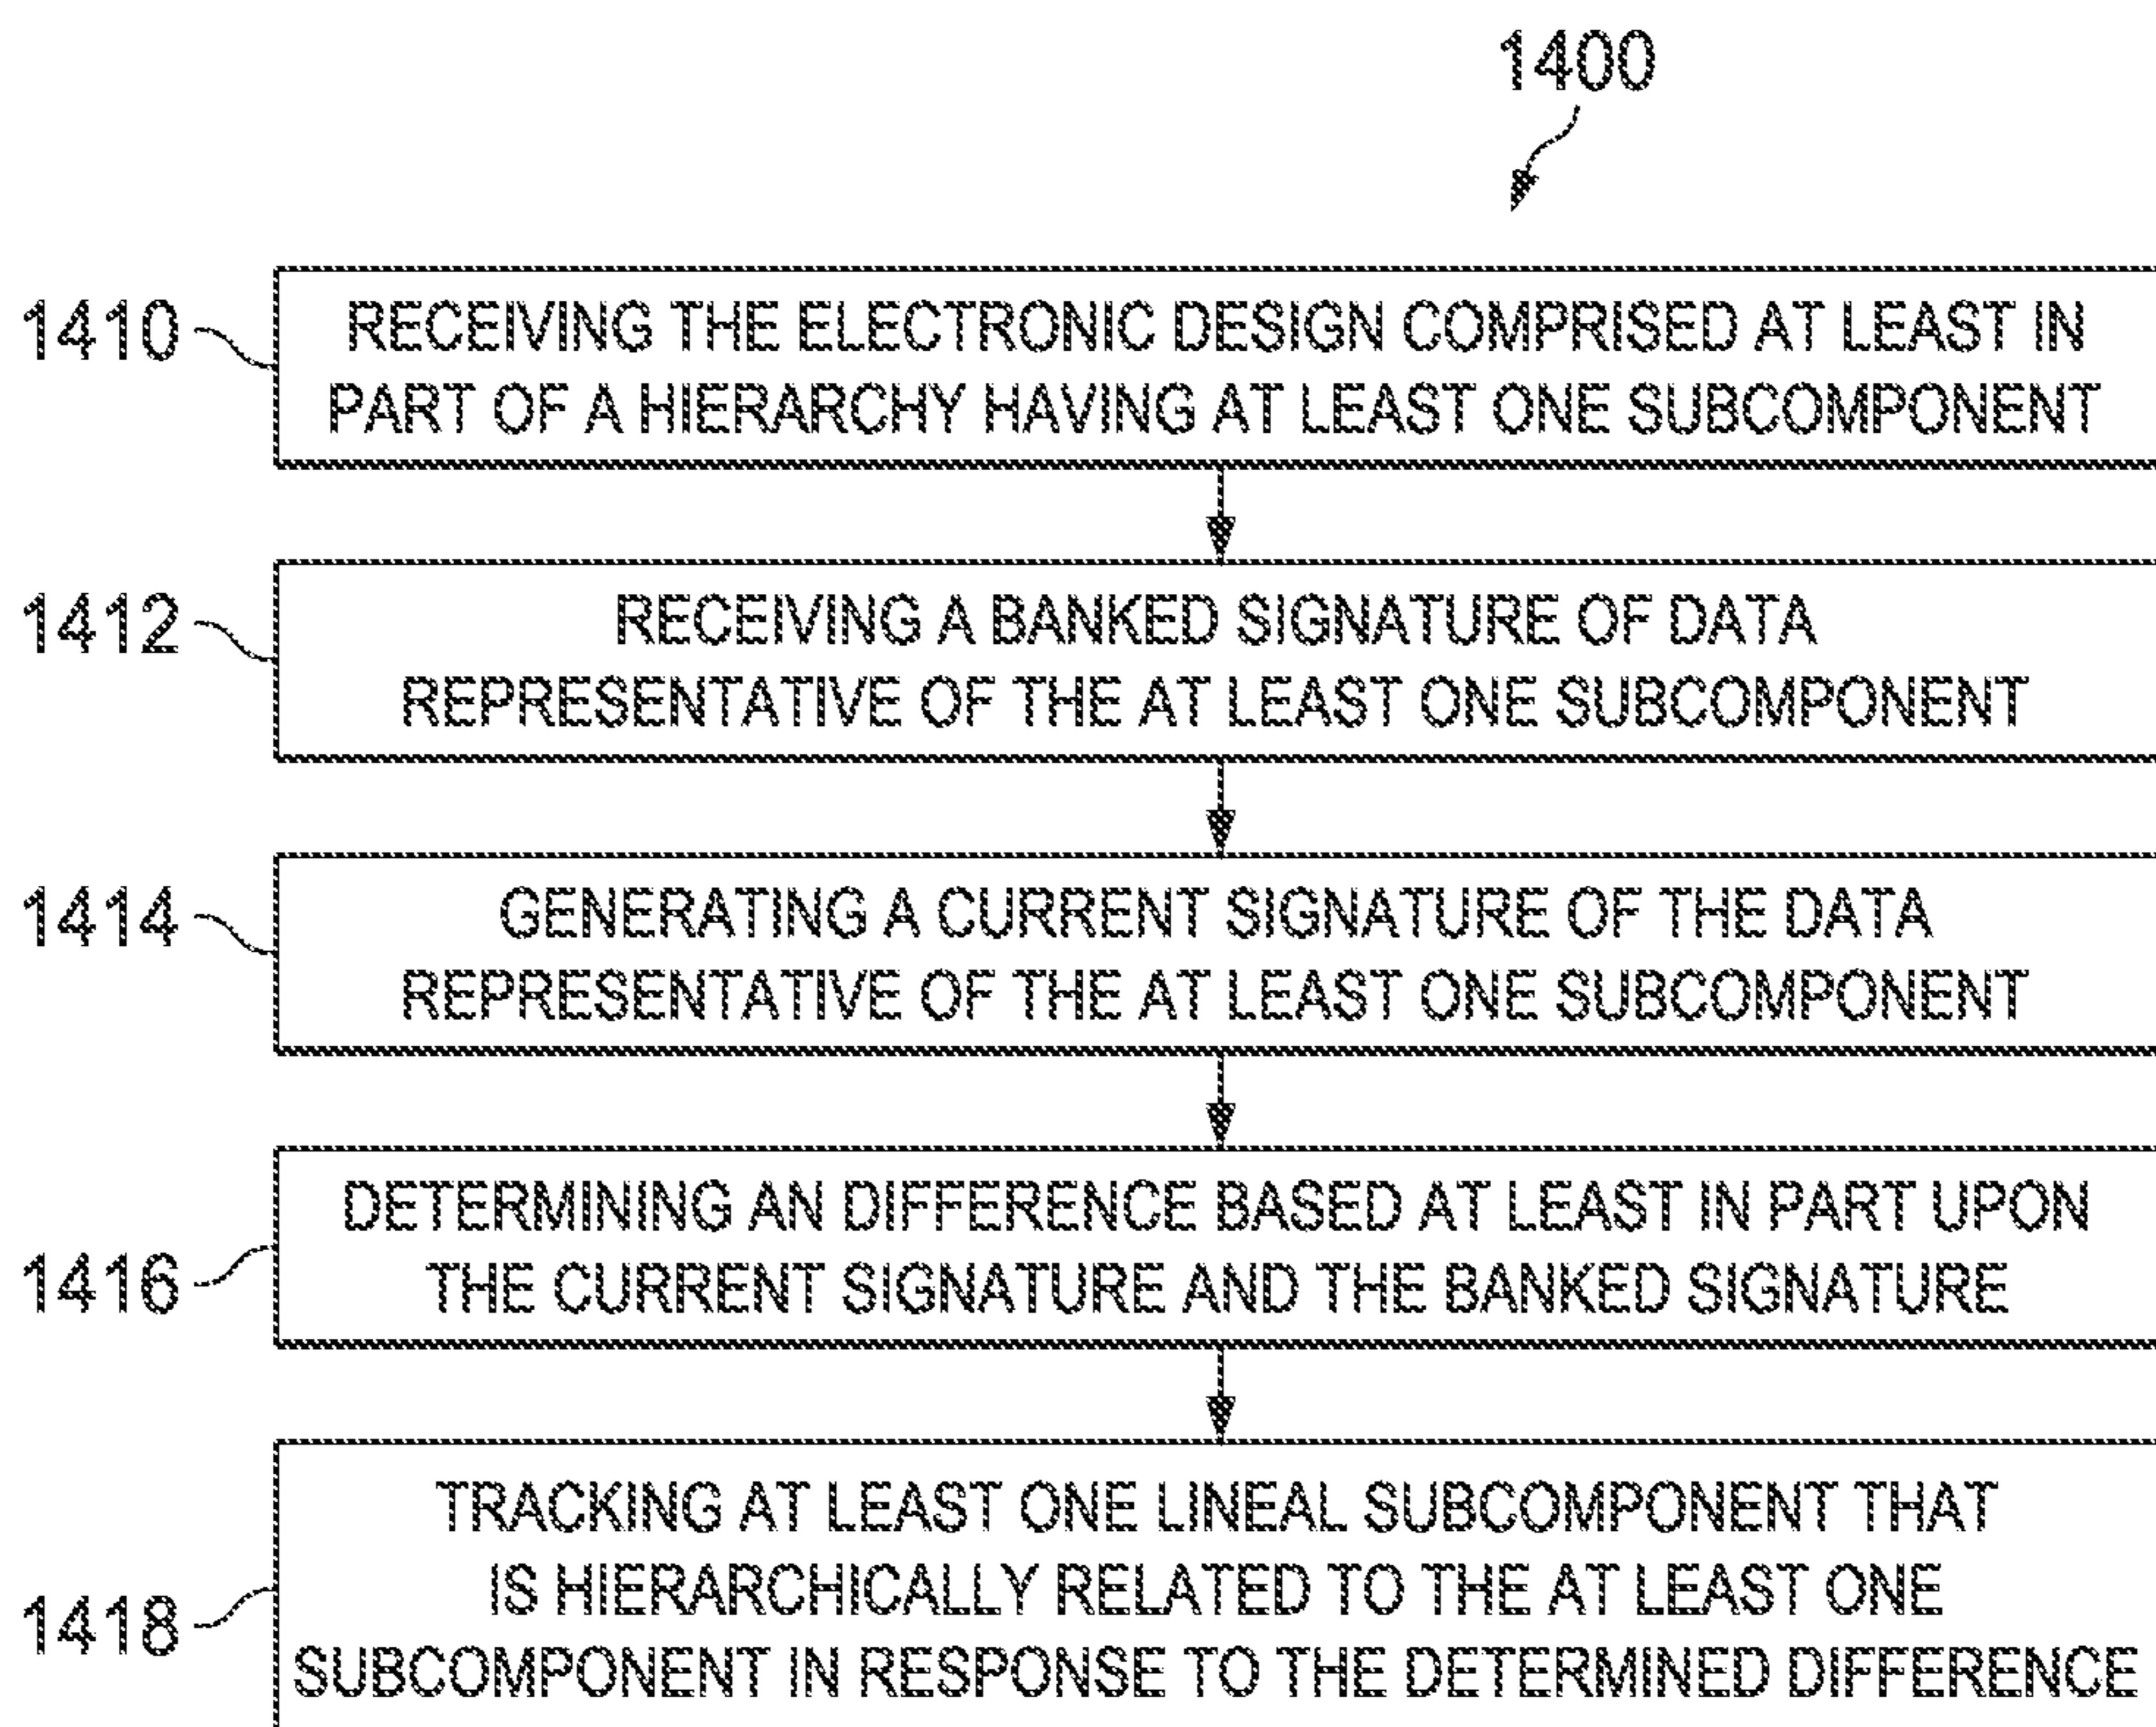 1400
1410
RECEIVING THE ELECTRONIC DESIGN COMPRISED AT LEAST IN
PART OF A HIERARCHY HAVING AT LEAST ONE SUBCOMPONENT
1412
RECEIVING A BANKED SIGNATURE OF DATA
REPRESENTATIVE OF THE AT LEAST ONE SUBCOMPONENT
1414
GENERATING A CURRENT SIGNATURE OF THE DATA
REPRESENTATIVE OF THE AT LEAST ONE SUBCOMPONENT
1416
DETERMINING AN DIFFERENCE BASED AT LEAST IN PART UPON
THE CURRENT SIGNATURE AND THE BANKED SIGNATURE
1418
TRACKING AT LEAST ONE LINEAL SUBCOMPONENT THAT
IS HIERARCHICALLY RELATED TO THE AT LEAST ONE
SUBCOMPONENT IN RESPONSE TO THE DETERMINED DIFFERENCE